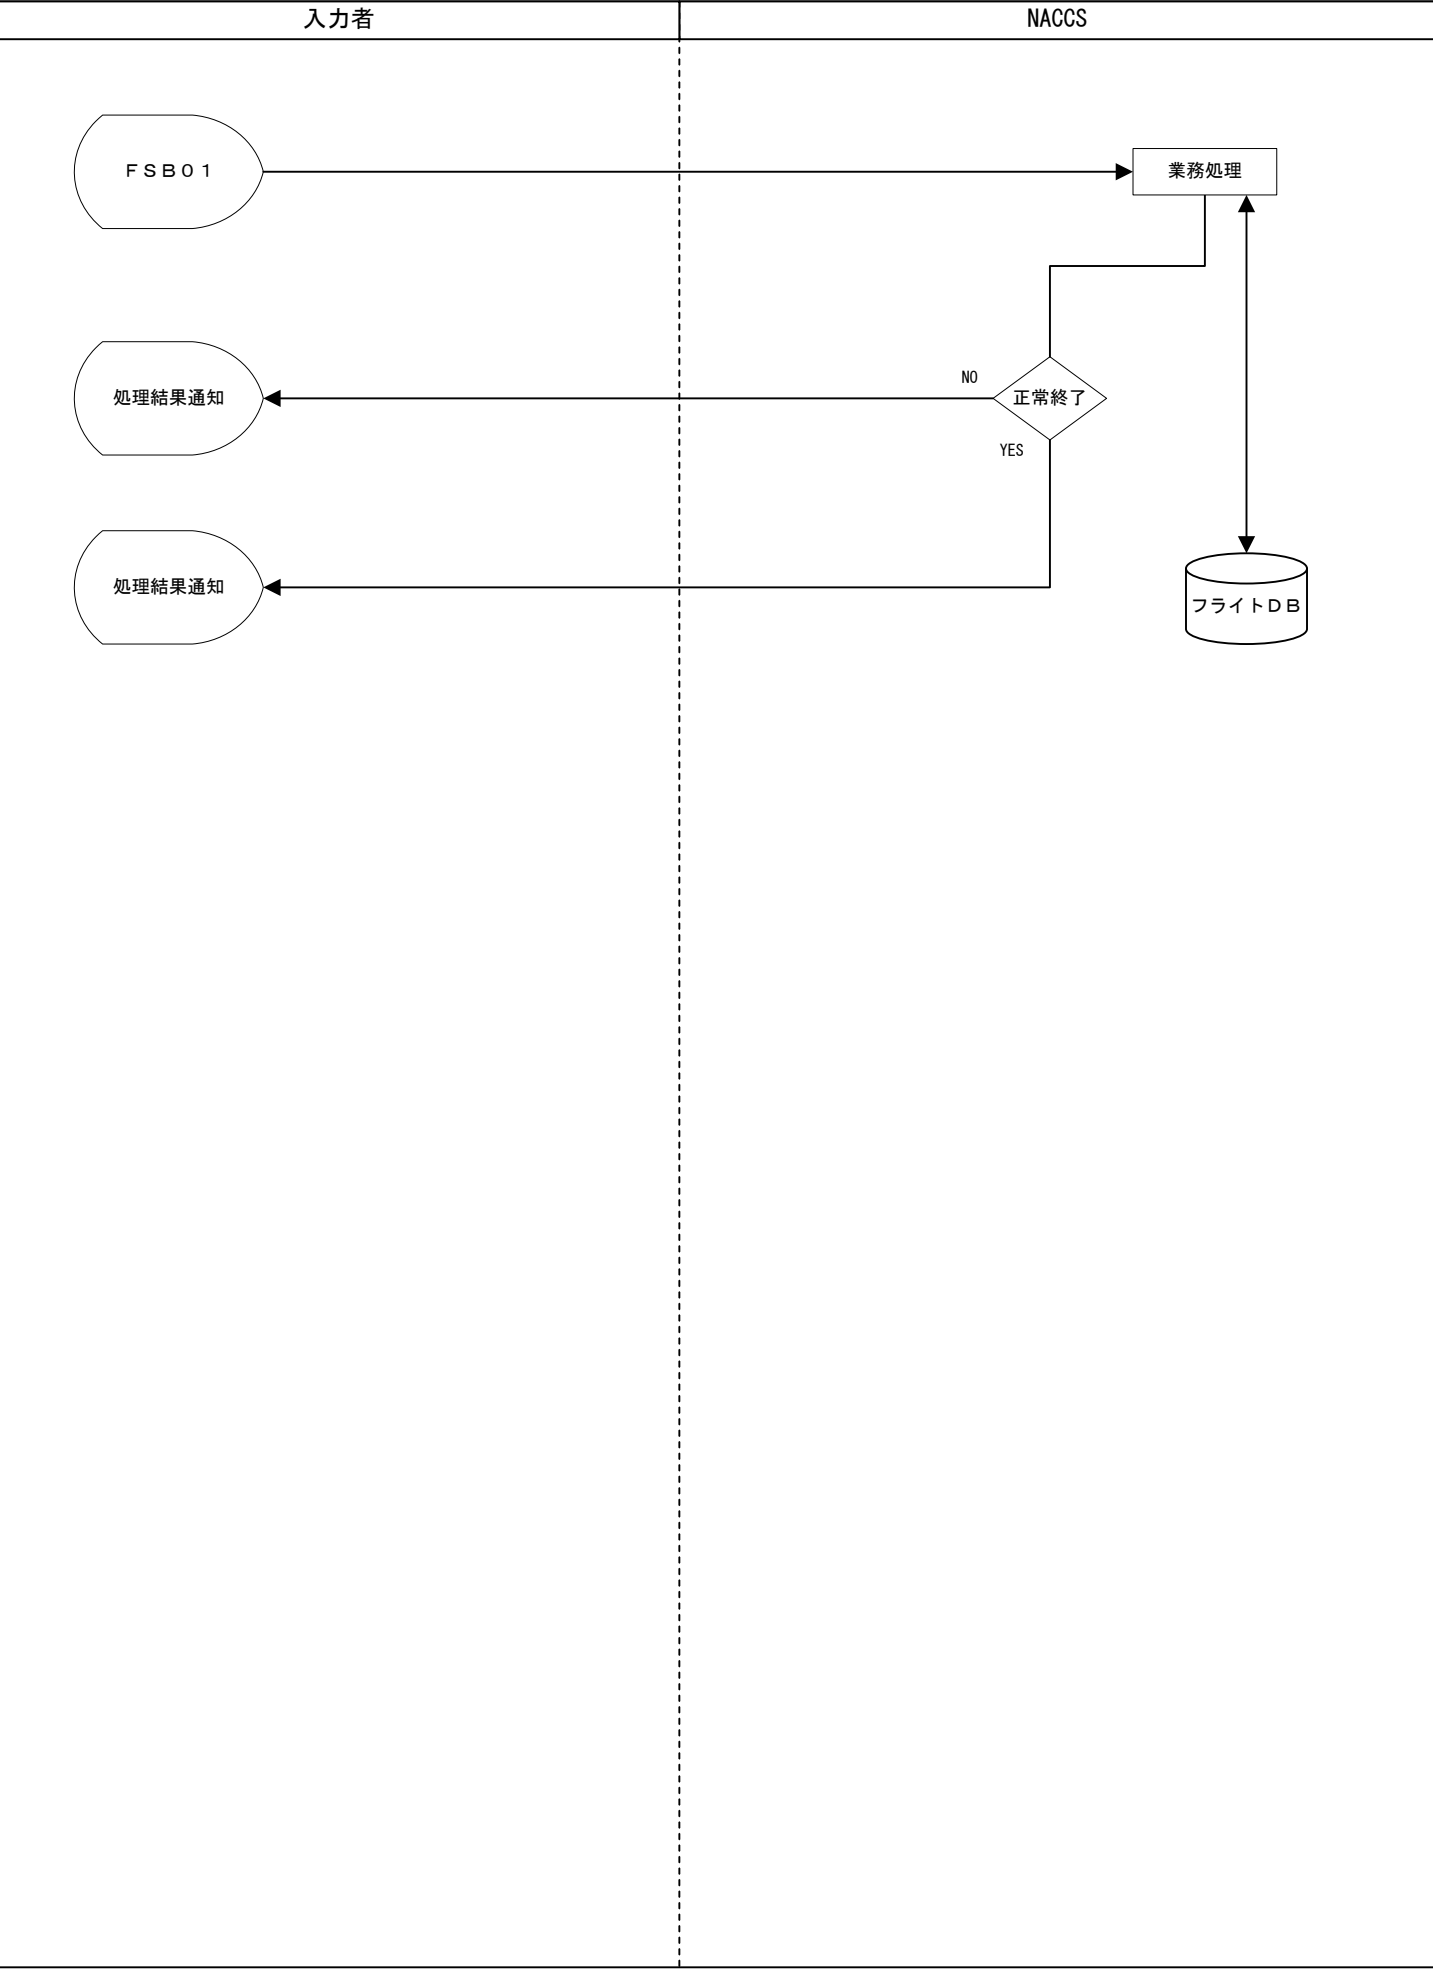 入力者
NACCS
ＦＳＢ０１
業務処理
NO
処理結果通知
正常終了
YES
処理結果通知
フライトＤＢ